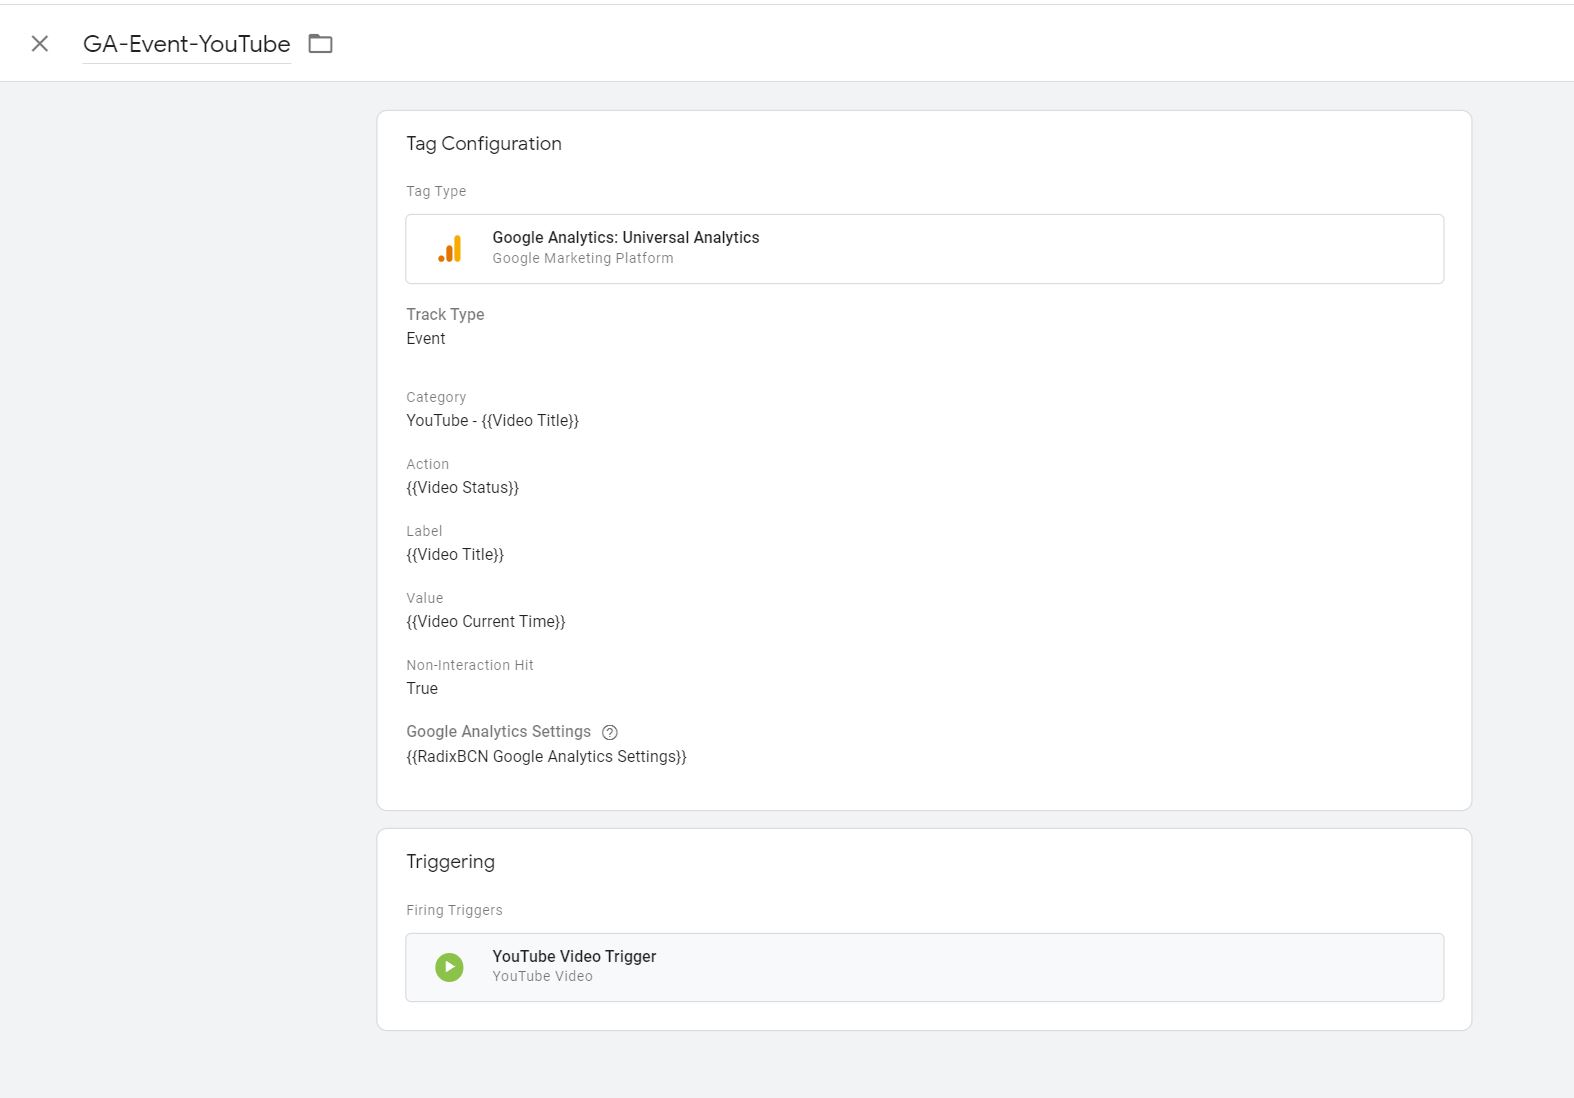 GA-Event-YouTube
Tag Configuration
Tag Type
Google Analytics: Universal Analytics
Google Marketing Platform
Track Type
Event
Category
YouTube - {{Video Title}}
Action
{{Video Status}}
Label
{{Video Title}}
Value
{{Video Current Time}}
Non-Interaction Hit
True
Google Analytics Settings ?
{{RadixBCN Google Analytics Settings}}
Triggering
Firing Triggers
YouTube Video Trigger
YouTube Video